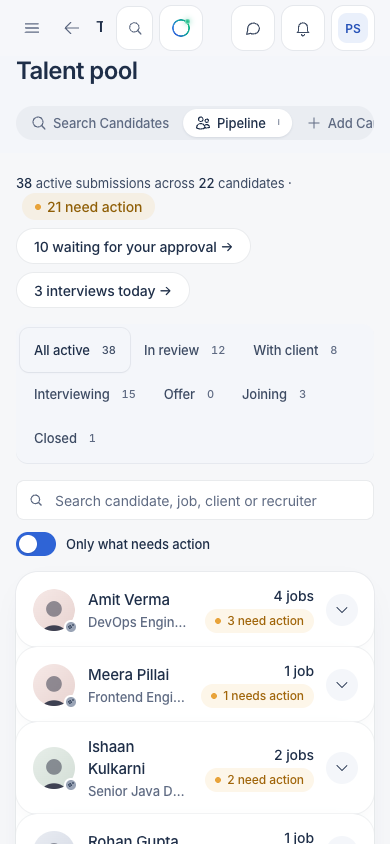 T
PS
Talent pool
Search Candidates
Pipeline
Add Ca
38 active submissions across 22 candidates ·
21 need action
10 waiting for your approval →
3 interviews today →
All active 38
In review 12
With client 8
Interviewing 15
Offer 0
Joining 3
Closed 1
Search candidate, job, client or recruiter
Only what needs action
Amit Verma
4 jobs
DevOps Engin...
3 need action
Meera Pillai
1 job
Frontend Engi...
1 needs action
Ishaan
Kulkarni
2 jobs
Senior Java D...
2 need action
Rohan Gupta
1 job